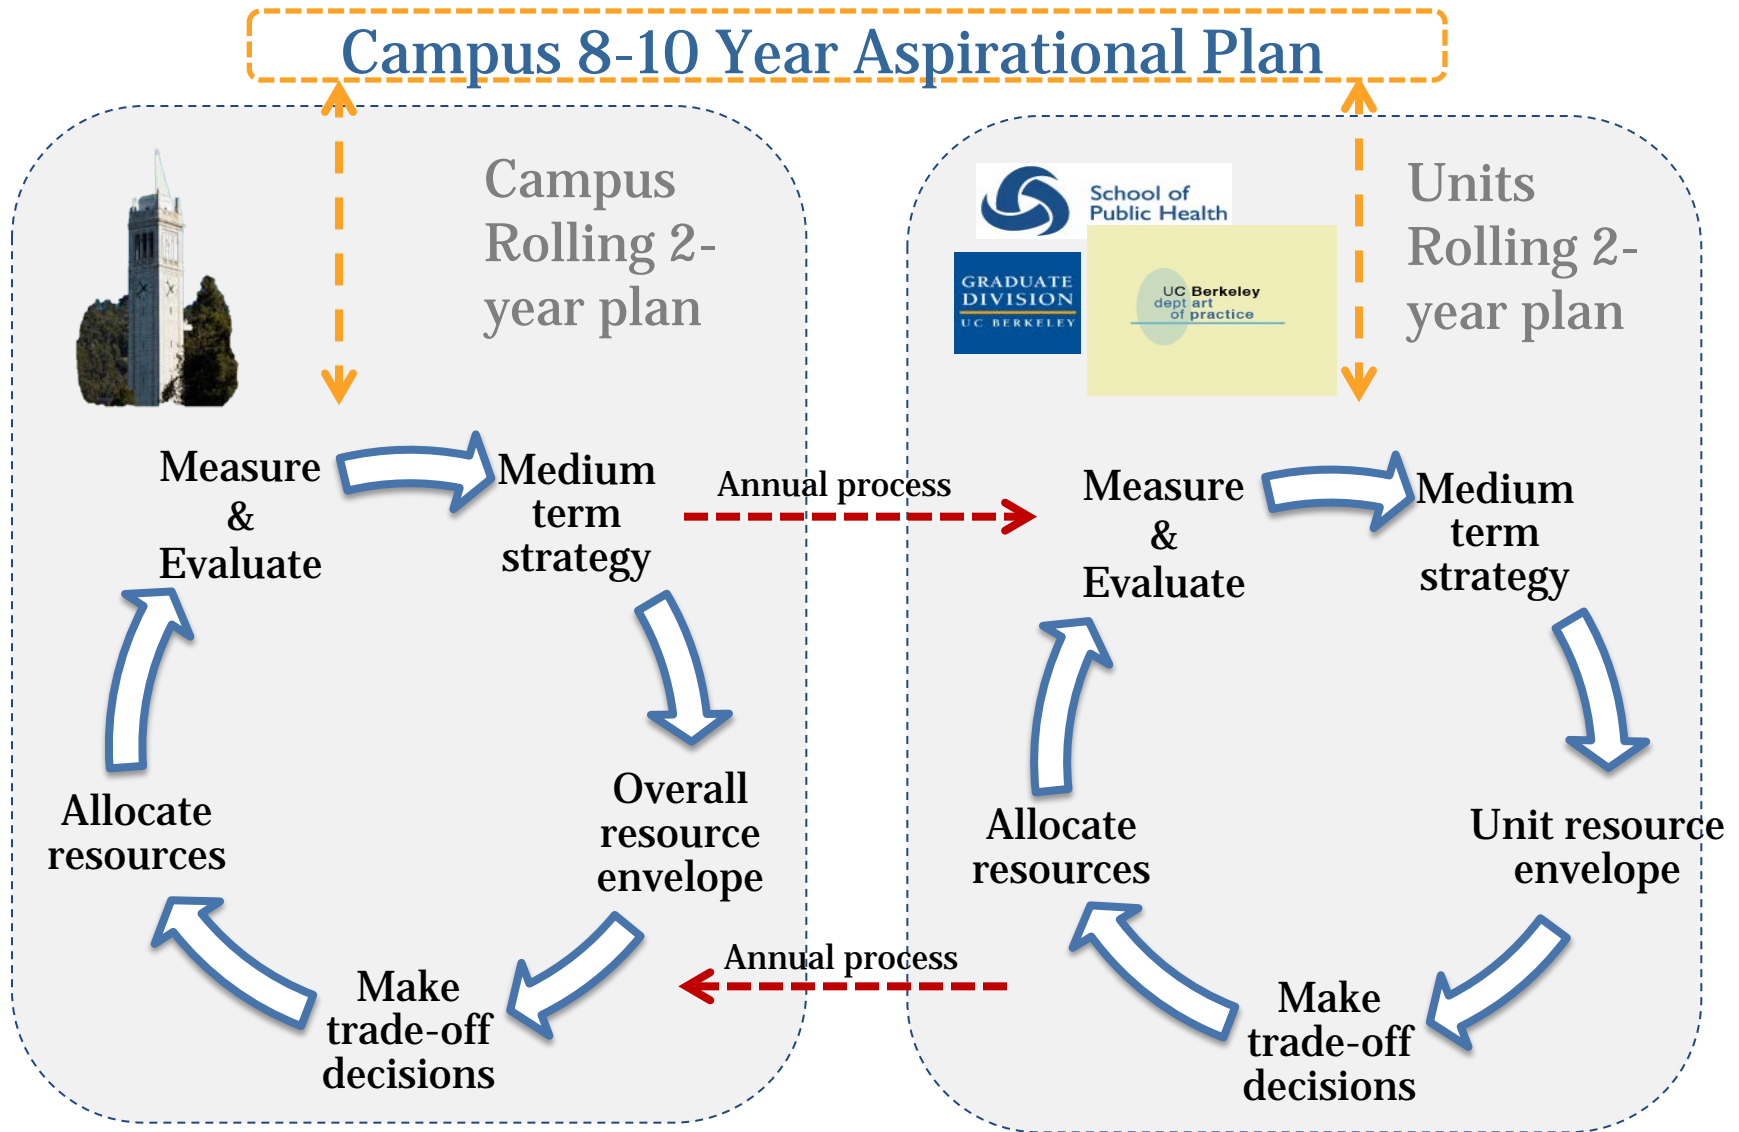 Campus 8-10 Year Aspirational Plan
Campus
Rolling 2-
year plan
Measure
&
Evaluate
Medium
term
strategy
Overall
resource
envelope
Make
trade-off
decisions
Allocate
resources
Annual process
Annual process
School of
Public Health
GRADUATE
DIVISION
UC BERKELEY
UC Berkeley
dept art
of practice
Units
Rolling 2-
year plan
Measure
&
Evaluate
Medium
term
strategy
Unit resource
envelope
Make
trade-off
decisions
Allocate
resources